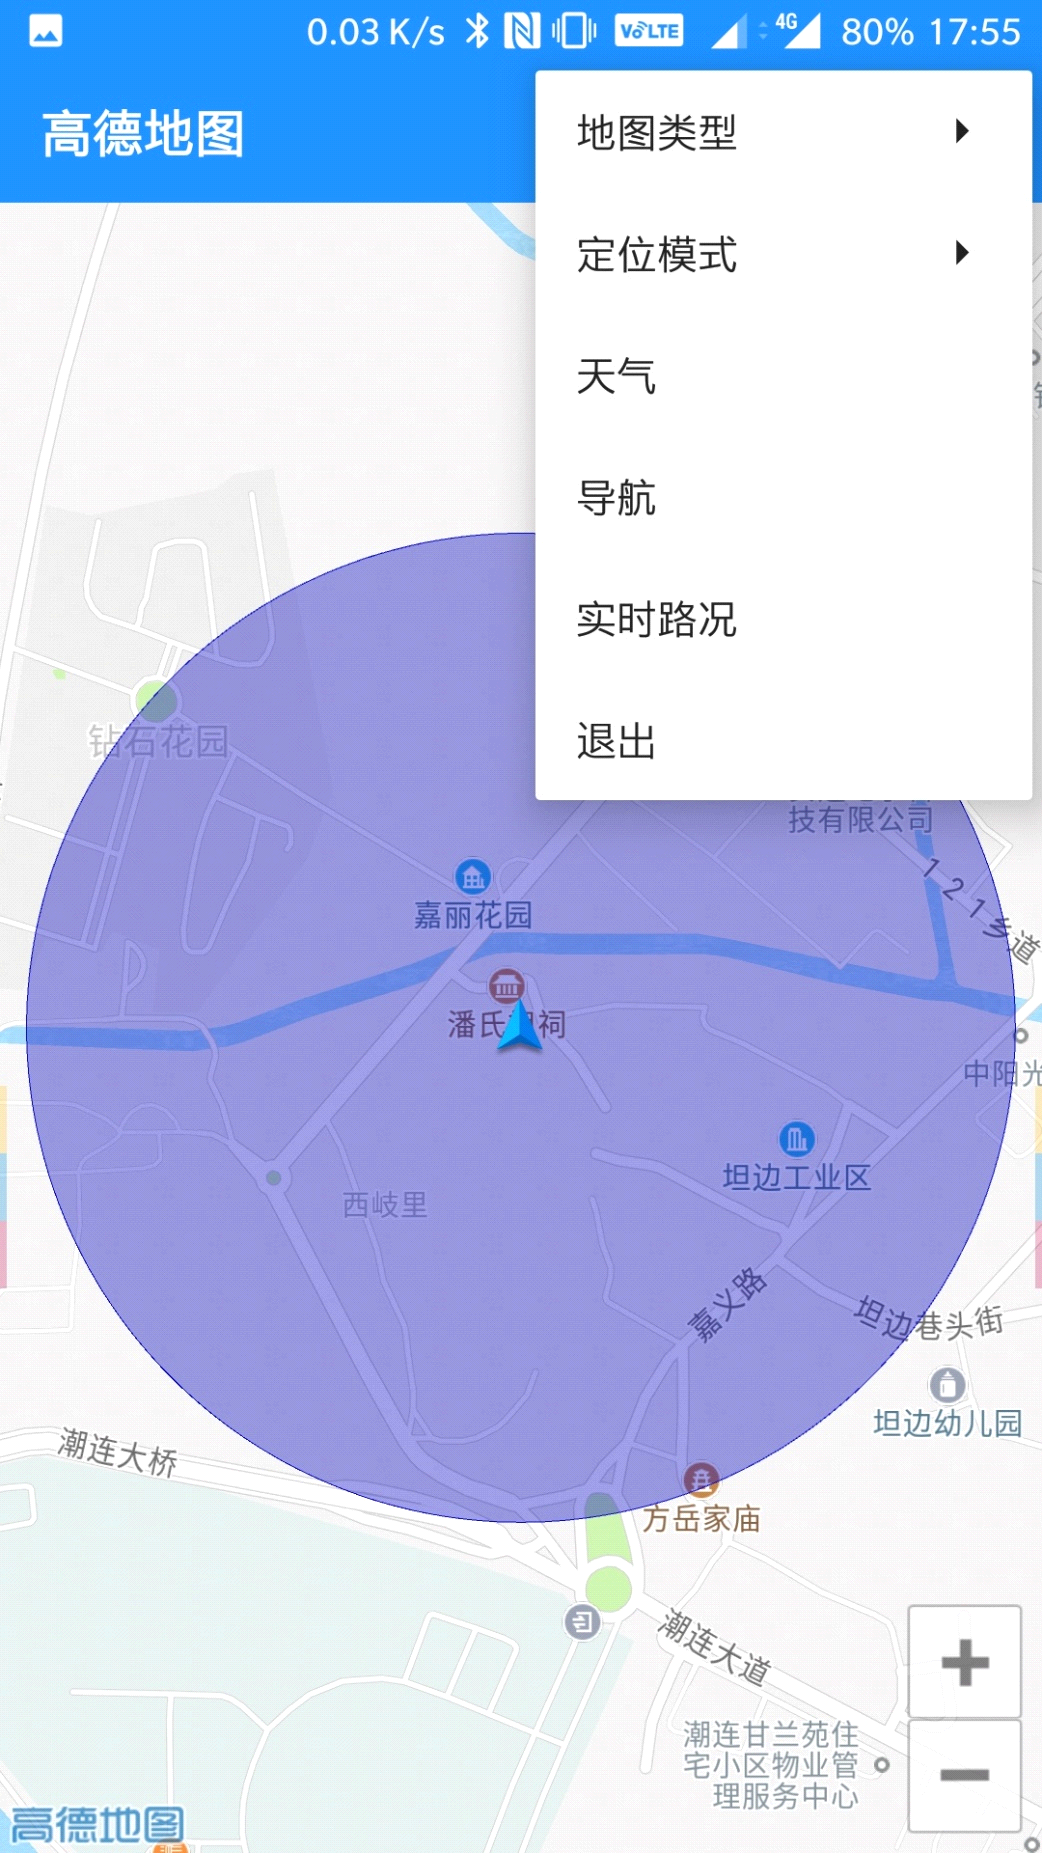 0.03 K/s VoLTE 4G 80% 17:55
高德地图
地图类型
定位模式
天气
导航
实时路况
退出
钻石花园
技有限公司
121乡道
嘉丽花园
潘氏
祠
中阳光
坦边工业区
西岐里
嘉义路
坦边巷头街
坦边幼儿园
潮连大桥
方岳家庙
潮连大道
潮连甘兰苑住
宅小区物业管
理服务中心
高德地图